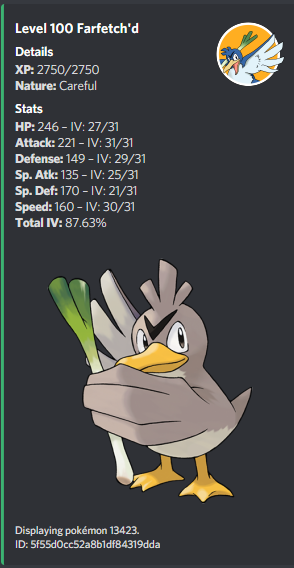 Level 100 Farfetch'd
Details
XP: 2750/2750
Nature: Careful
Stats
HP: 246 – IV: 27/31
Attack: 221 – IV: 31/31
Defense: 149 – IV: 29/31
Sp. Atk: 135 – IV: 25/31
Sp. Def: 170 – IV: 21/31
Speed: 160 – IV: 30/31
Total IV: 87.63%
Displaying pokémon 13423.
ID: 5f55d0cc52a8b1df84319dda